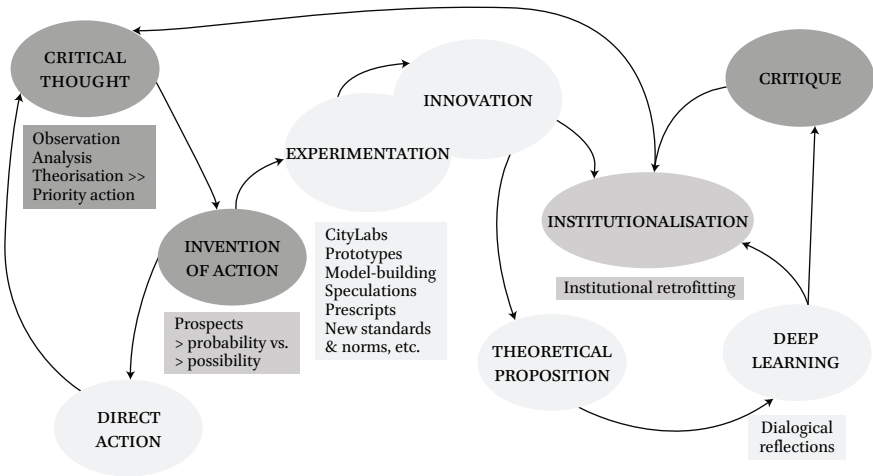 CRITICAL
THOUGHT
Observation
Analysis
Theorisation >>
Priority action
INVENTION
OF ACTION
Prospects
> probability vs.
> possibility
DIRECT
ACTION
EXPERIMENTATION
INNOVATION
CityLabs
Prototypes
Model-building
Speculations
Prescripts
New standards
& norms, etc.
INSTITUTIONALISATION
Institutional retrofitting
CRITIQUE
THEORETICAL
PROPOSITION
DEEP
LEARNING
Dialogical
reflections